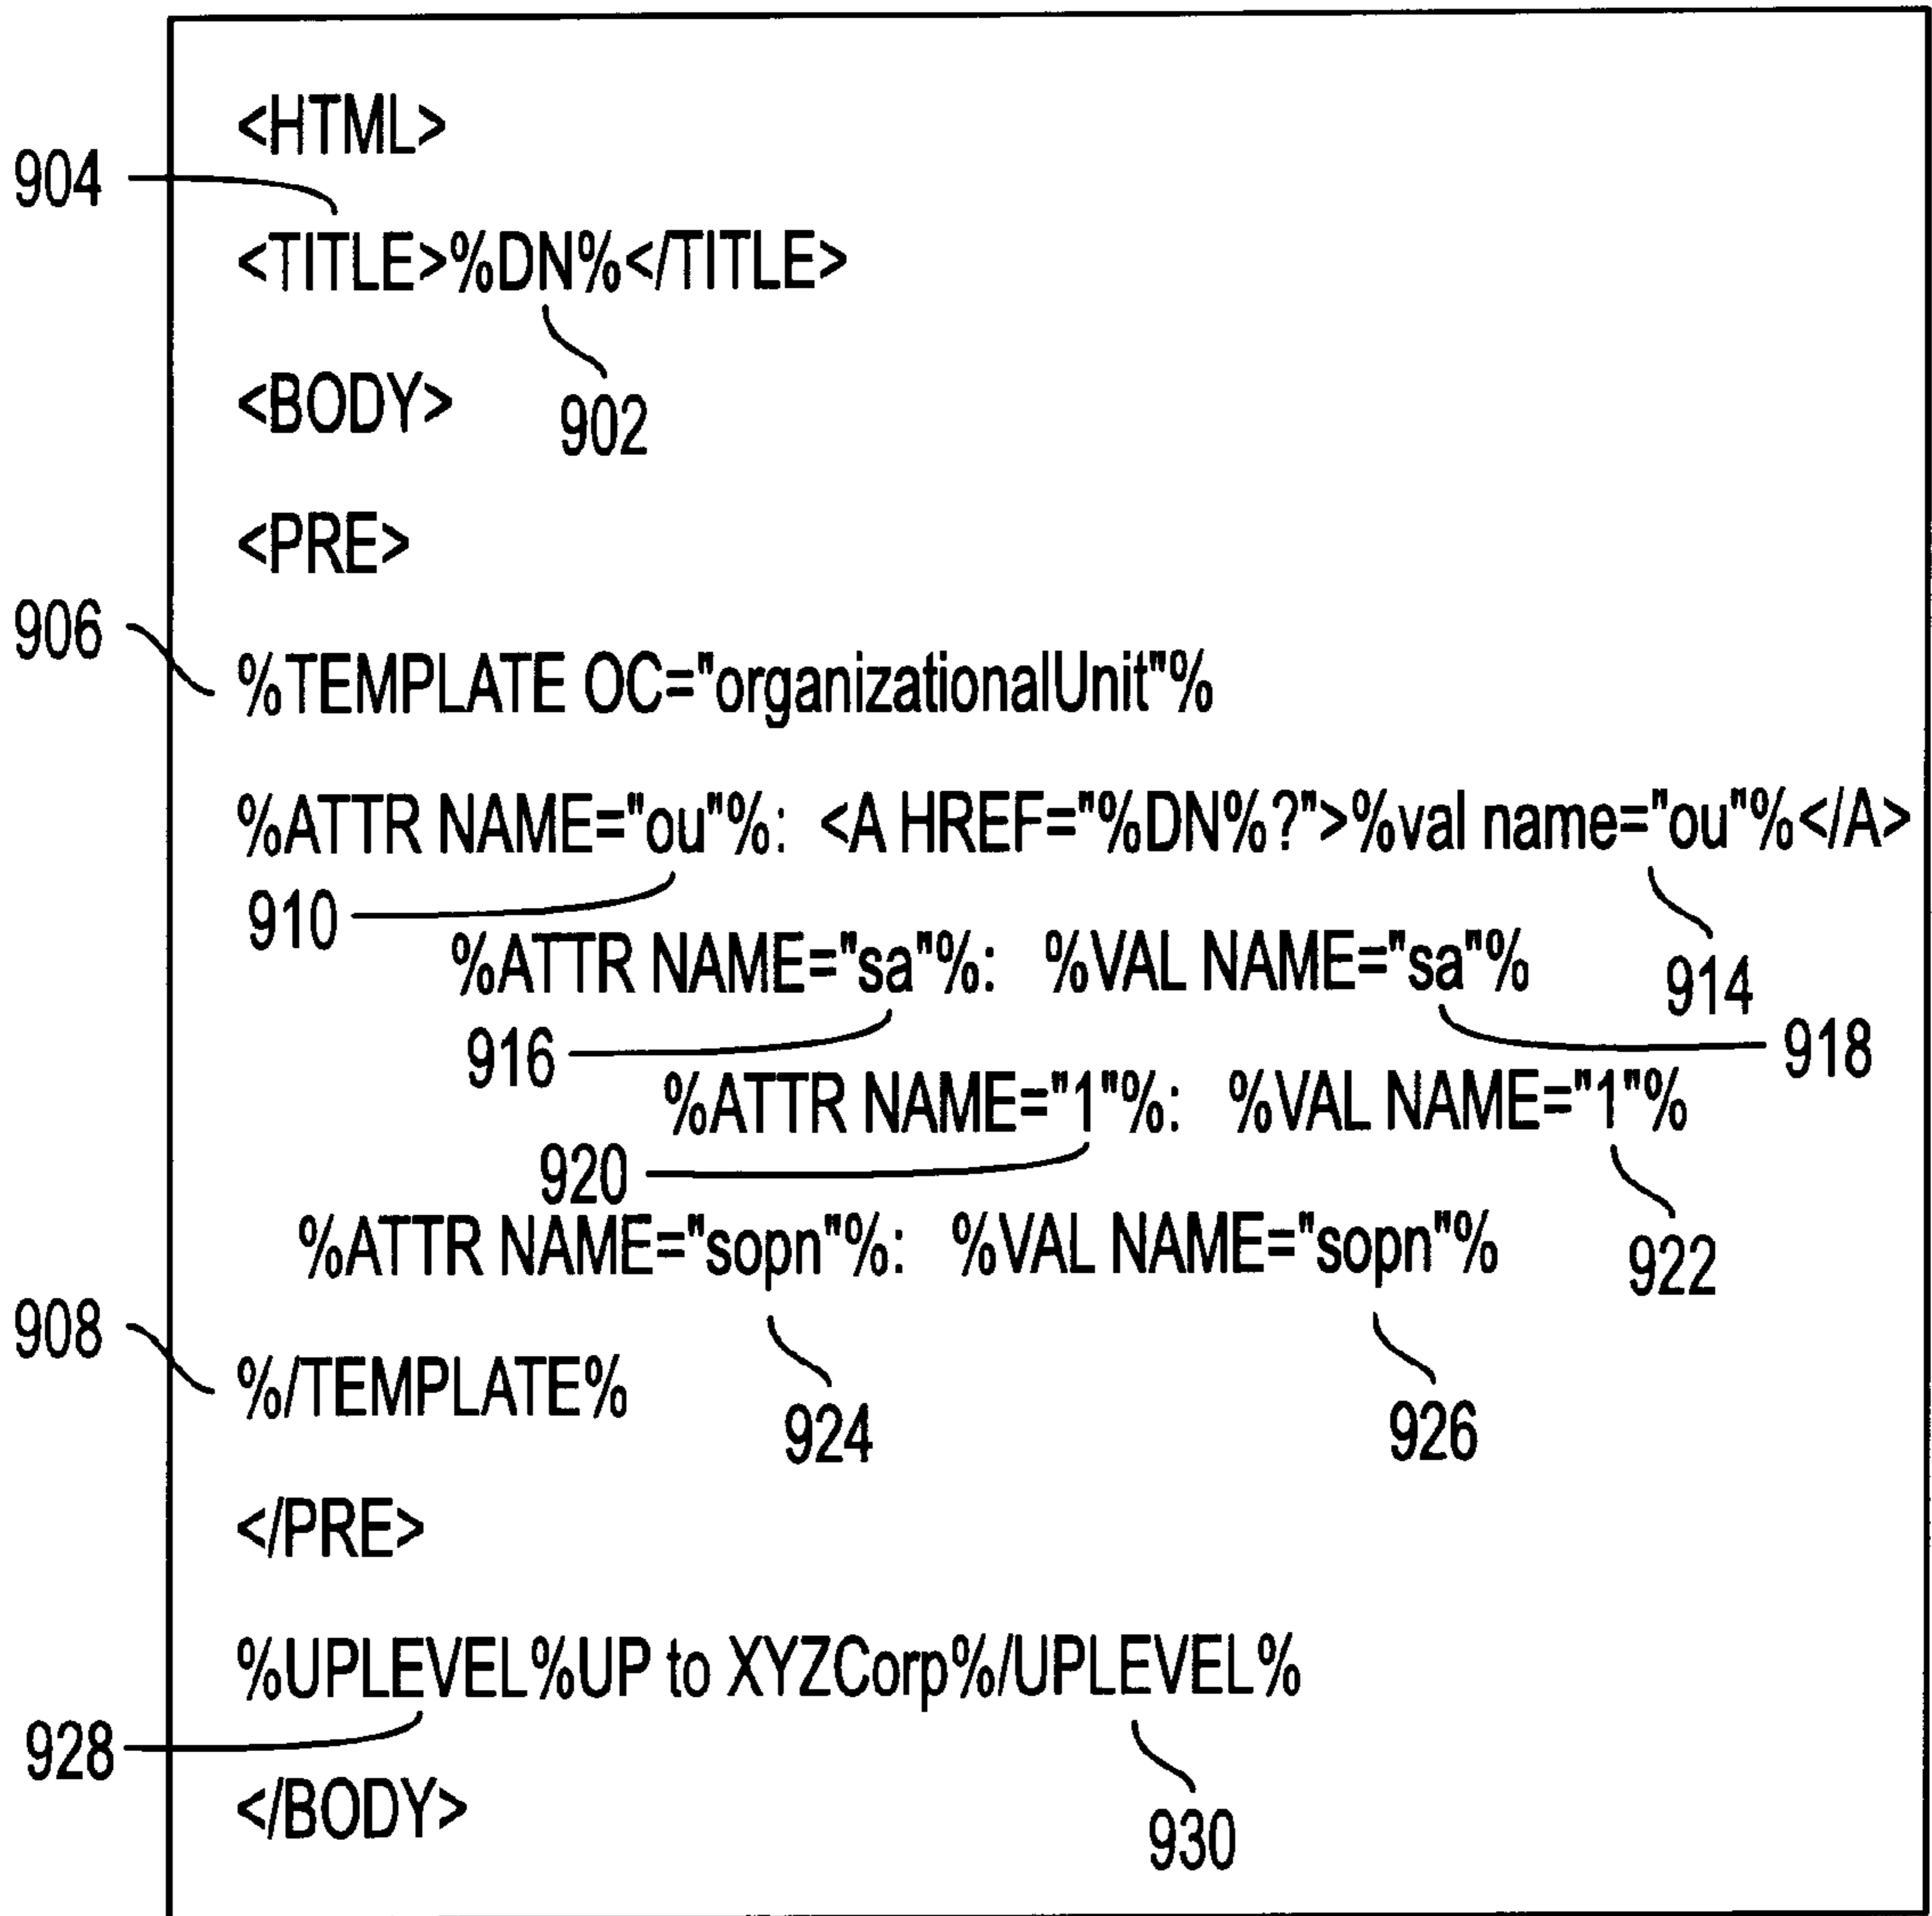 <HTML>
904
<TITLE>%DN%</TITLE>
902
<BODY>
<PRE>
906
%TEMPLATE OC="organizationalUnit"%
%ATTR NAME="ou"%: <A HREF="%DN%?">%val name="ou"%</A>
910
914
%ATTR NAME="sa"%: %VAL NAME="sa"%
916
918
%ATTR NAME="1"%: %VAL NAME="1"%
920
922
%ATTR NAME="sopn"%: %VAL NAME="sopn"%
908
%/TEMPLATE%
924
926
</PRE>
%UPLEVEL%UP to XYZCorp%/UPLEVEL%
928
</BODY>
930